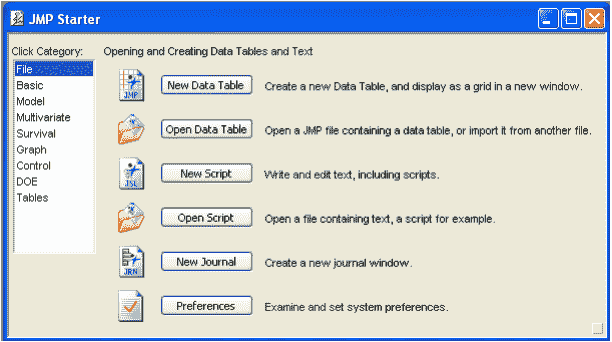 JMP Starter
Click Category:
File
Basic
Model
Multivariate
Survival
Graph
Control
DOE
Tables
Opening and Creating Data Tables and Text
JMP
New Data Table
Create a new Data Table, and display as a grid in a new window.
Open Data Table
Open a JMP file containing a data table, or import it from another file.
JSL
New Script
Write and edit text, including scripts.
Open Script
Open a file containing text, a script for example.
JRN
New Journal
Create a new journal window.
Preferences
Examine and set system preferences.